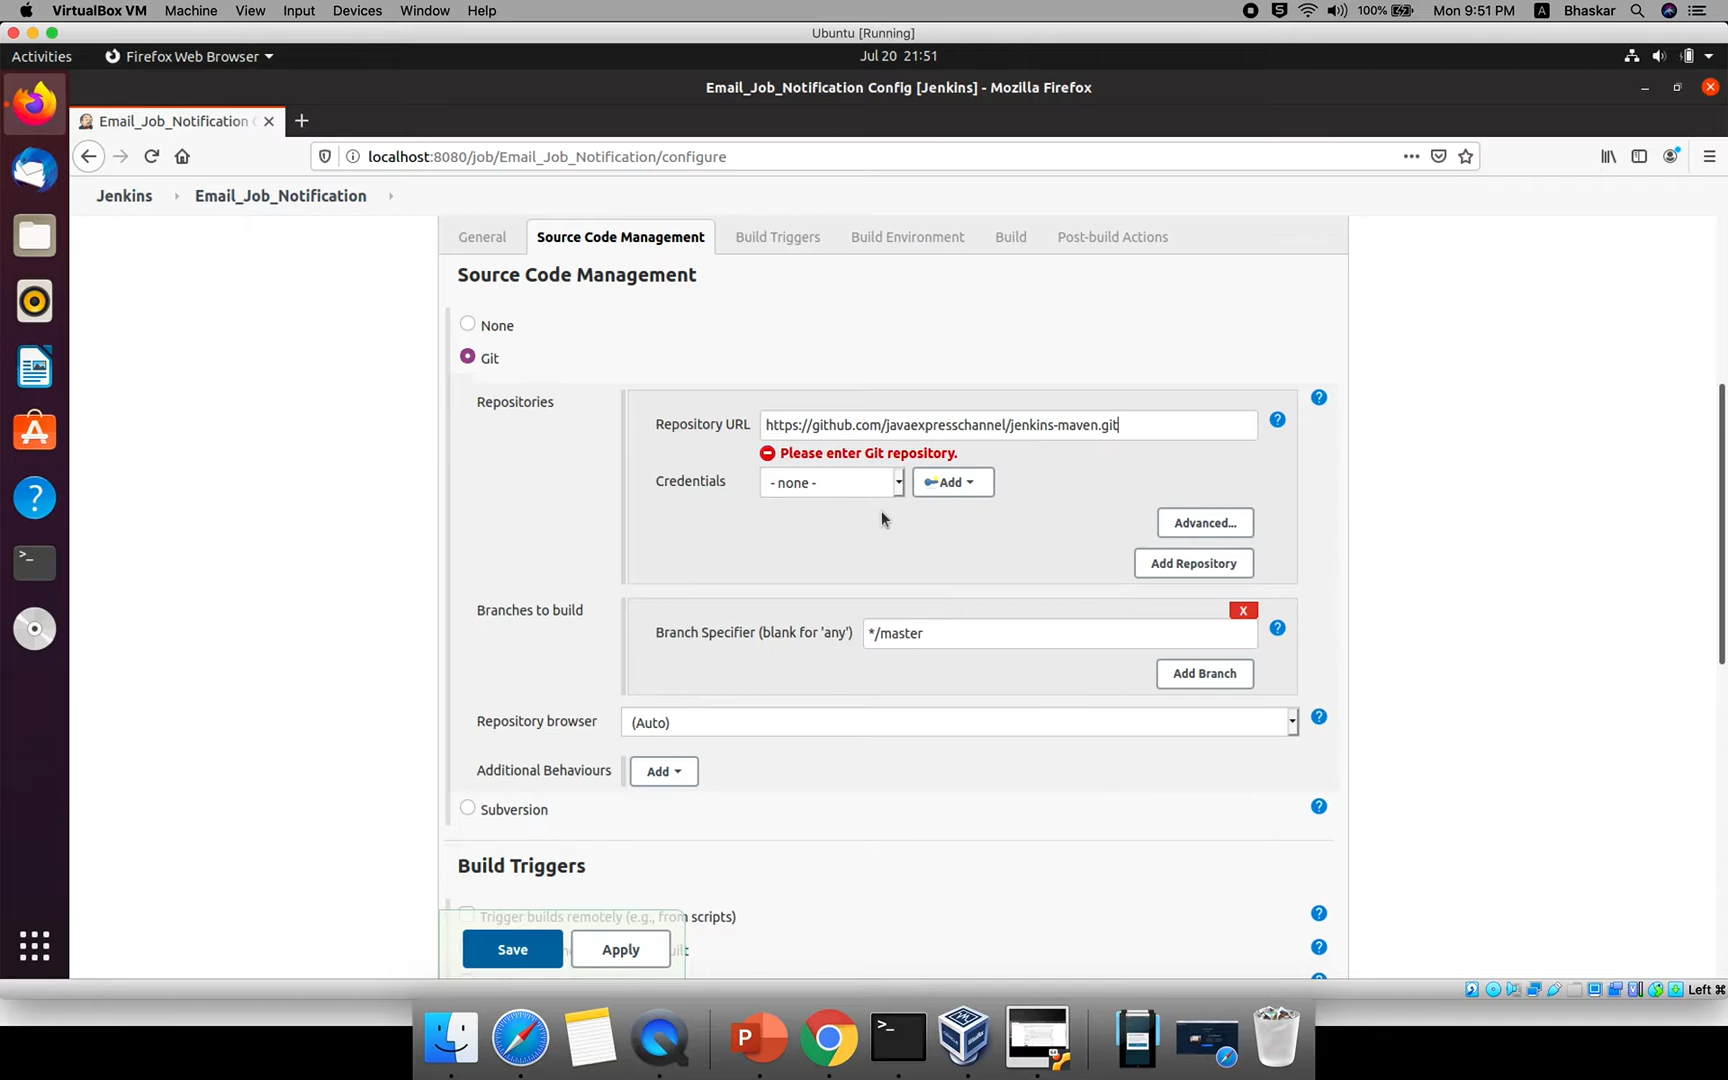 VirtualBox VM Machine View Input Devices Window Help 100% Mon 9:51 PM A Bhaskar
Ubuntu [Running]
Activities Firefox Web Browser Jul 20 21:51
Email_Job_Notification Config [Jenkins] - Mozilla Firefox
Email_Job_Notification
localhost:8080/job/Email_Job_Notification/configure
Jenkins Email_Job_Notification
General Source Code Management Build Triggers Build Environment Build Post-build Actions
Source Code Management
None
Git
Repositories
Repository URL https://github.com/javaexpresschannel/jenkins-maven.git
Please enter Git repository.
Credentials - none - Add
Advanced...
Add Repository
Branches to build
X
Branch Specifier (blank for 'any') */master
Add Branch
Repository browser (Auto)
Additional Behaviours Add
Subversion
Build Triggers
Trigger builds remotely (e.g., from scripts)
Save Apply
Left ⌘